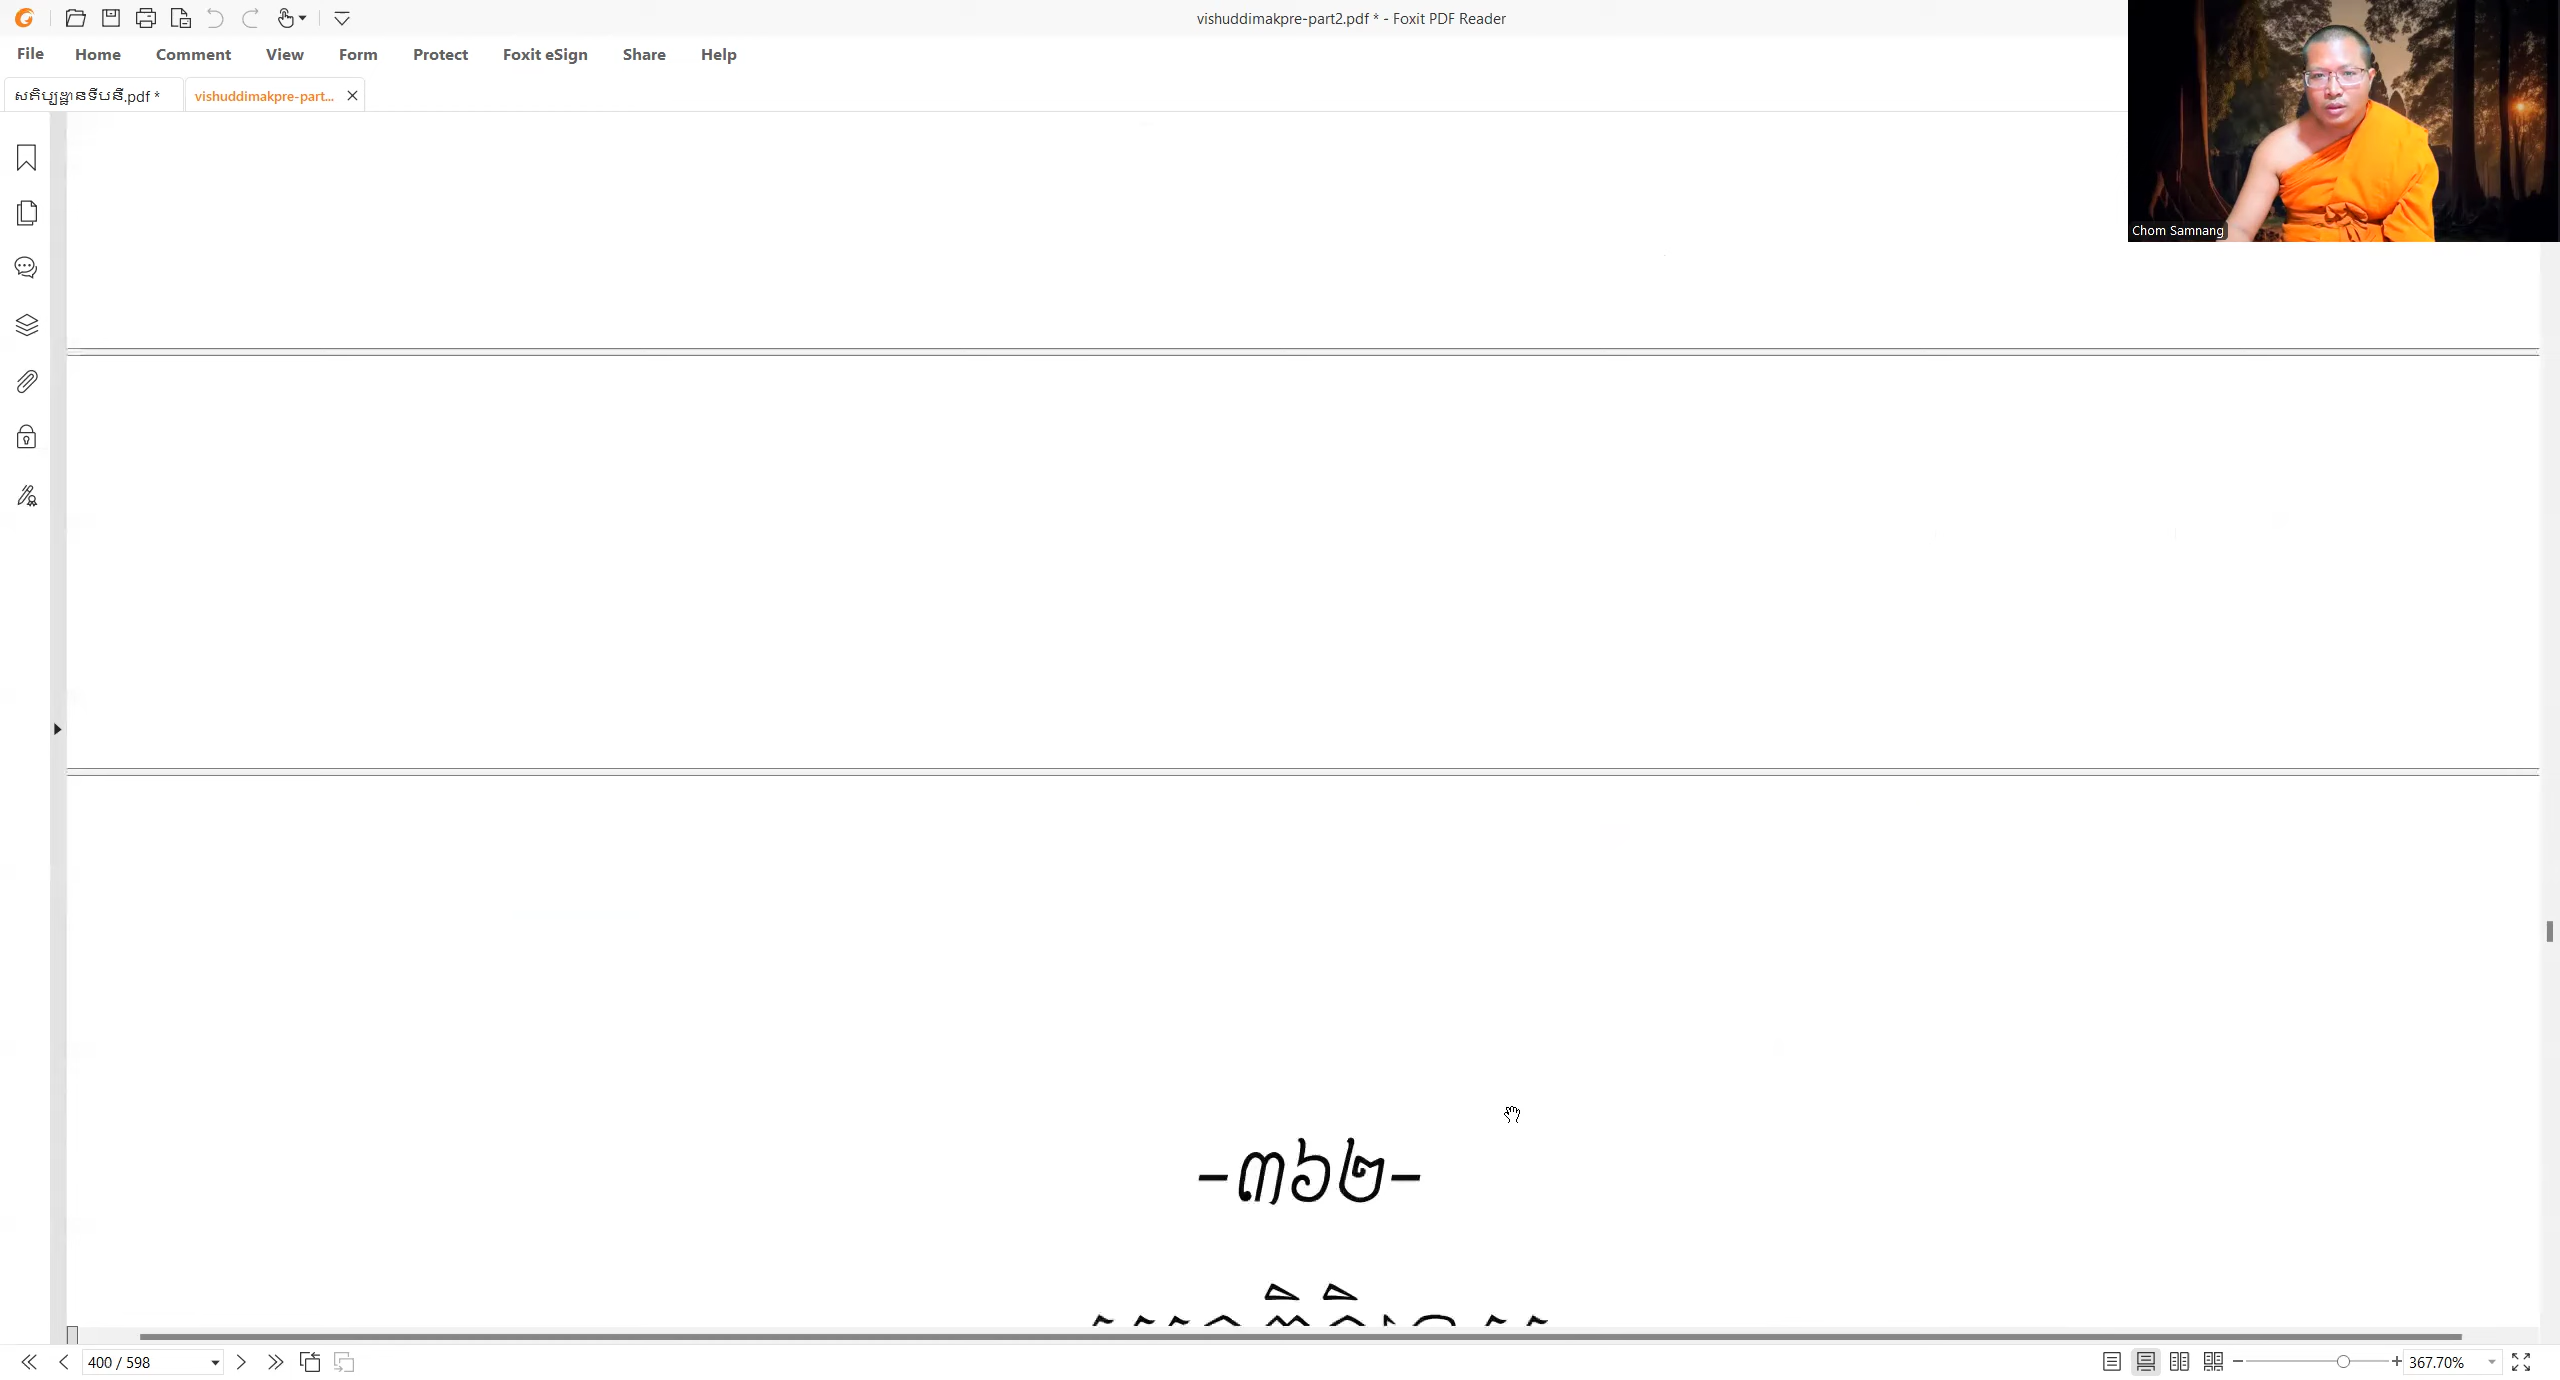 vishuddimakpre-part2.pdf * - Foxit PDF Reader
File Home Comment View Form Protect Foxit eSign Share Help
សតិប្បដ្ឋានទីបនី.pdf * vishuddimakpre-part...
Chom Samnang
-៣៦២-
400 / 598
367.70%